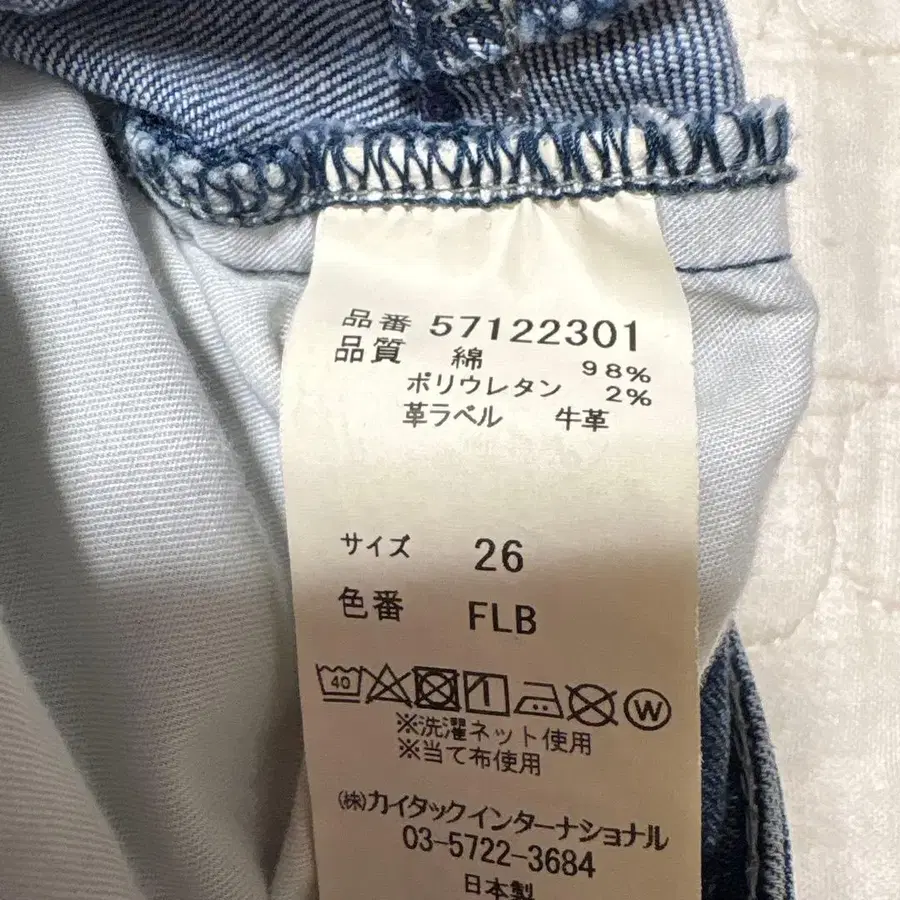 品番 57122301
品質 綿 98%
ポリウレタン 2%
革ラベル 牛革
サイズ 26
色番 FLB
40 W
※洗濯ネット使用
※当て布使用
㈱カイタックインターナショナル
03-5722-3684
日本製